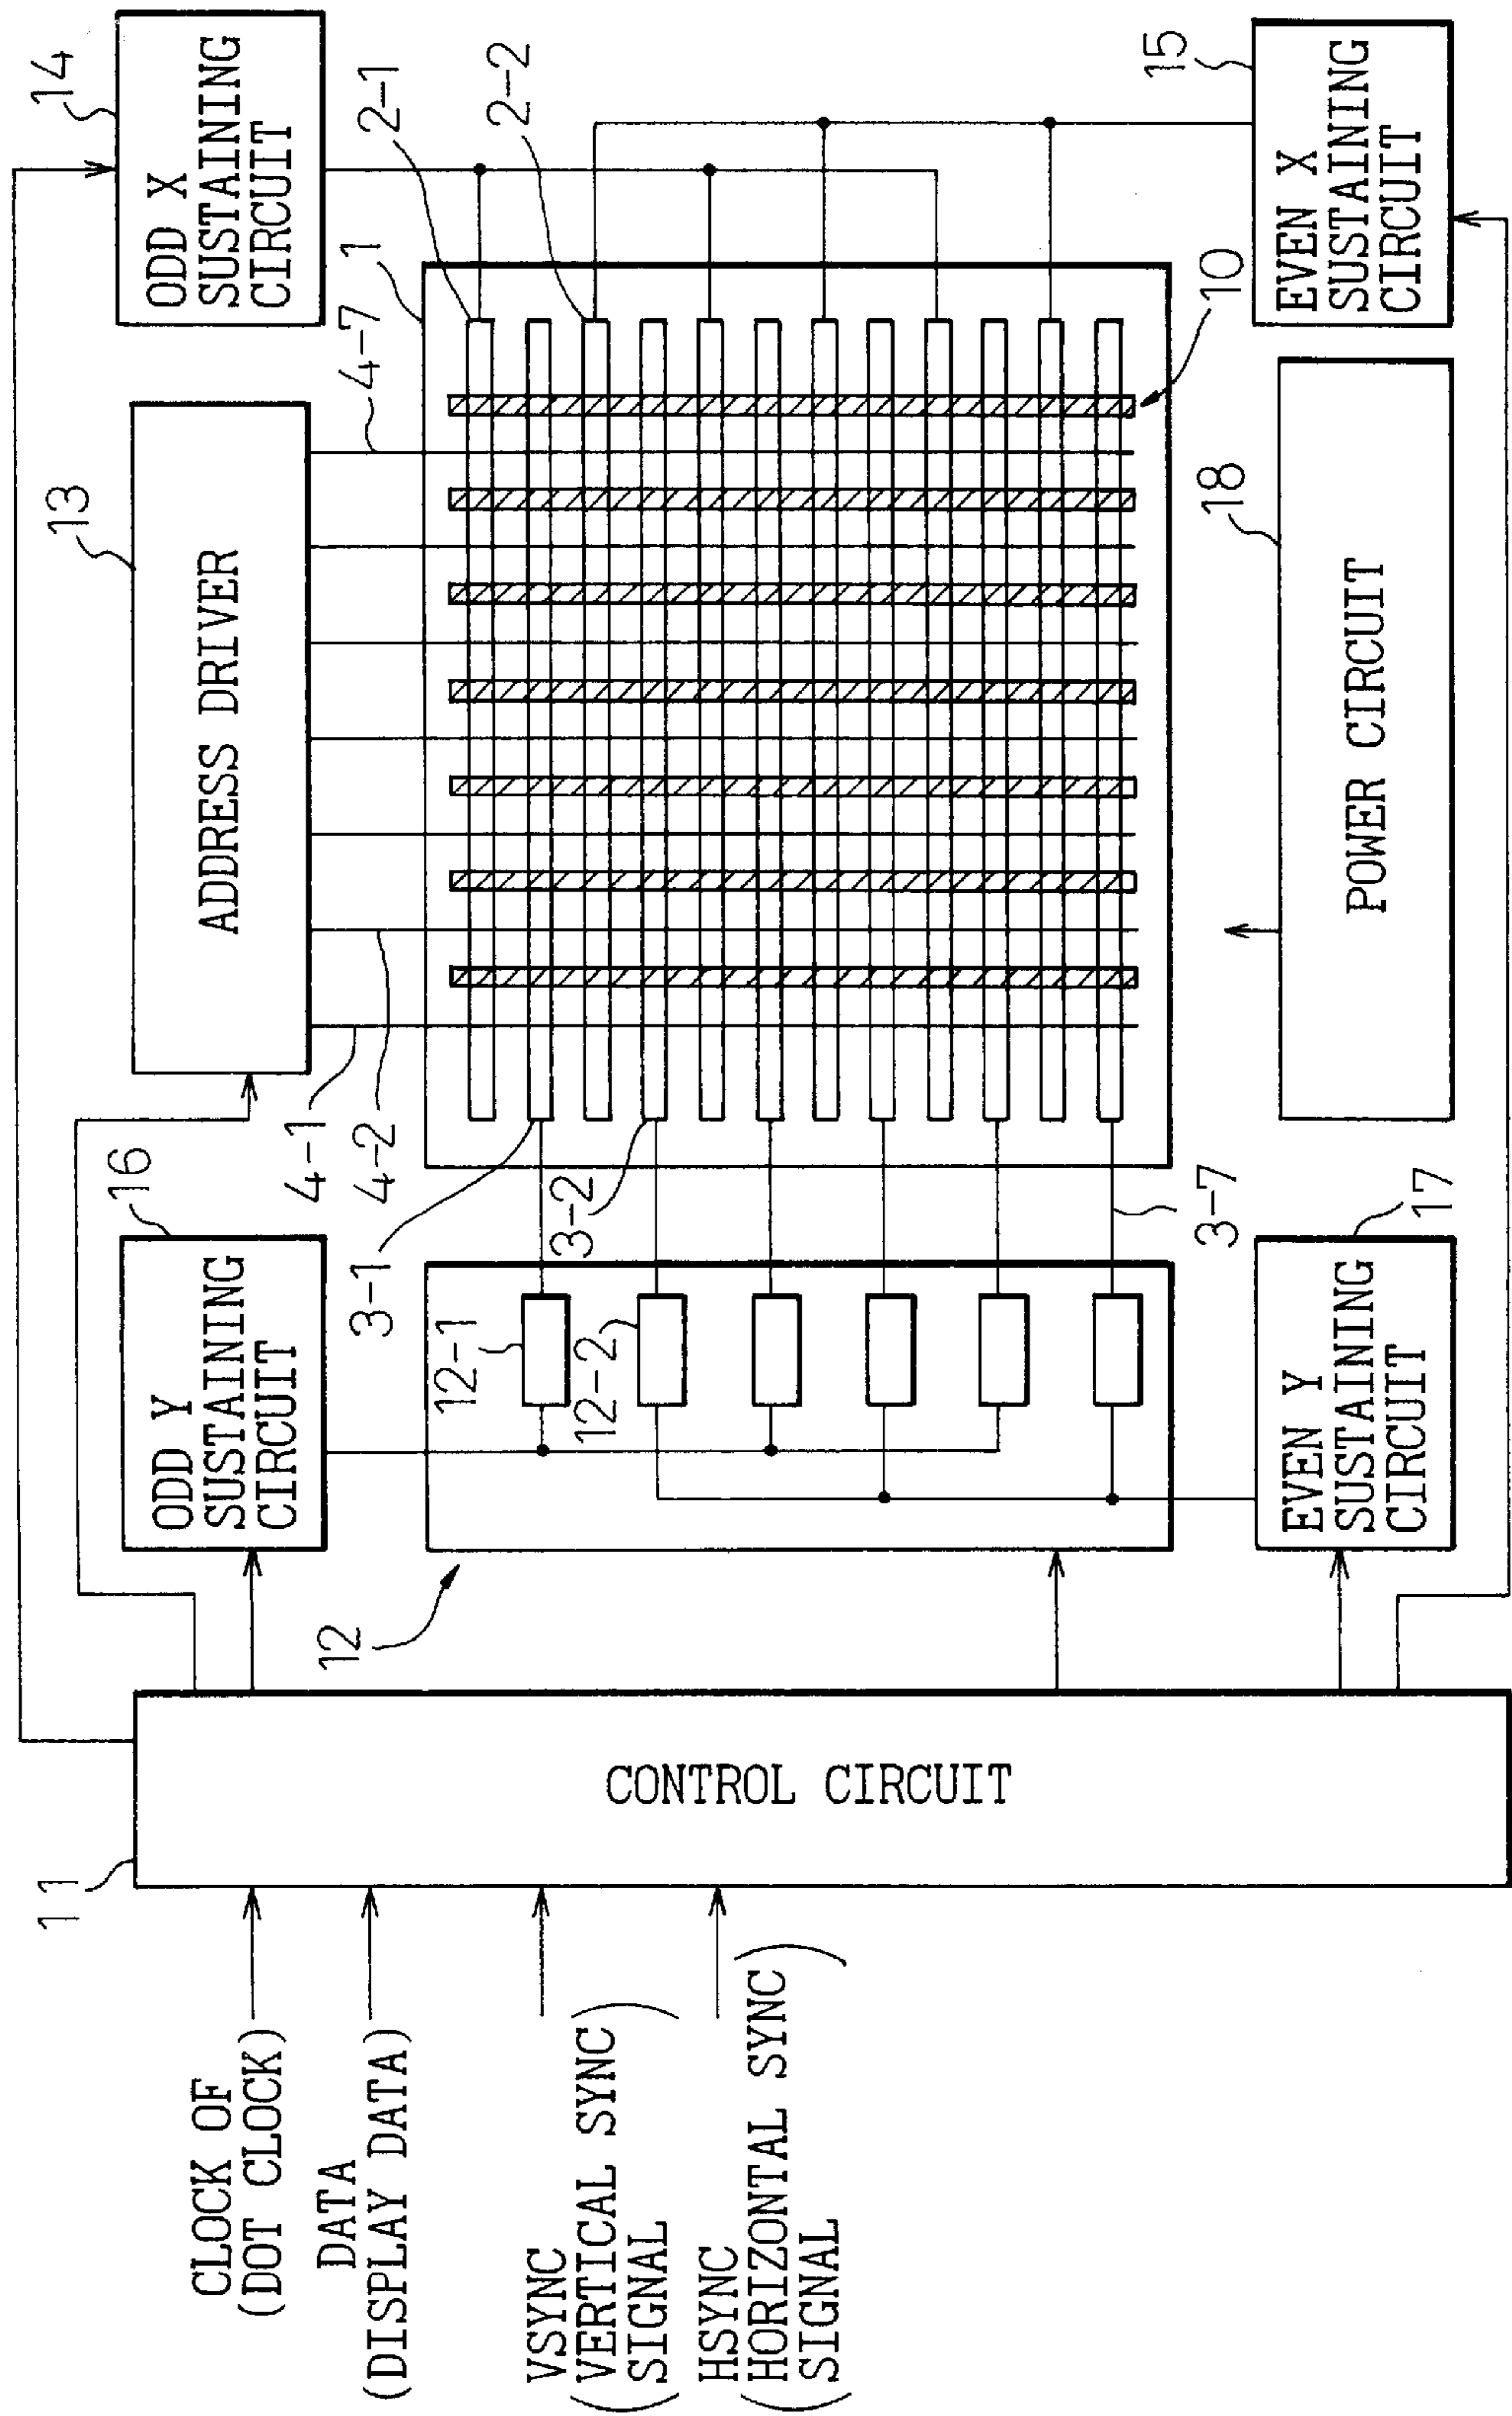 11
CONTROL CIRCUIT
CLOCK OF
(DOT CLOCK)
DATA
(DISPLAY DATA)
VSYNC
(VERTICAL SYNC
SIGNAL)
HSYNC
(HORIZONTAL SYNC
SIGNAL)
16
ODD Y
SUSTAINING
CIRCUIT
12
12-1
12-2
3-1
3-2
3-7
EVEN Y
SUSTAINING
CIRCUIT
17
13
ADDRESS DRIVER
4-1
4-2
4-7
1
10
18
POWER CIRCUIT
14
ODD X
SUSTAINING
CIRCUIT
2-1
2-2
15
EVEN X
SUSTAINING
CIRCUIT